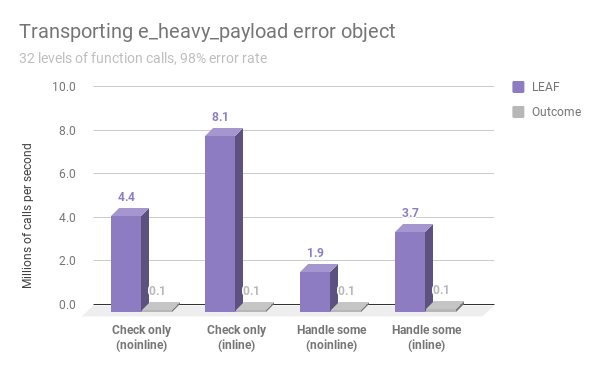 Transporting e_heavy_payload error object
32 levels of function calls, 98% error rate
LEAF
Outcome
Millions of calls per second
10.0
8.0
6.0
4.0
2.0
0.0
4.4
0.1
8.1
0.1
1.9
0.1
3.7
0.1
Check only
(noinline)
Check only
(inline)
Handle some
(noinline)
Handle some
(inline)